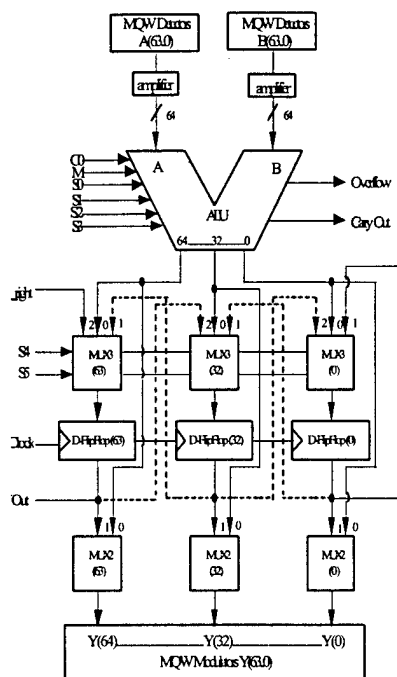 MQW Detectors
A(63..0)
MQW Detectors
B(63..0)
amplifier
amplifier
64
64
C0
M
S0
S1
S2
S3
A
B
ALU
64......32......0
Overflow
Carry Out
_right
2 0 1
2 0 1
2 0 1
S4
S5
MUX3
(63)
MUX3
(32)
MUX3
(0)
Clock
D-FlipFlop(63)
D-FlipFlop(32)
D-FlipFlop(0)
Out
1 0
1 0
1 0
MUX2
(63)
MUX2
(32)
MUX2
(0)
Y(64)______Y(32)______Y(0)
MQW Modulators Y(63..0)